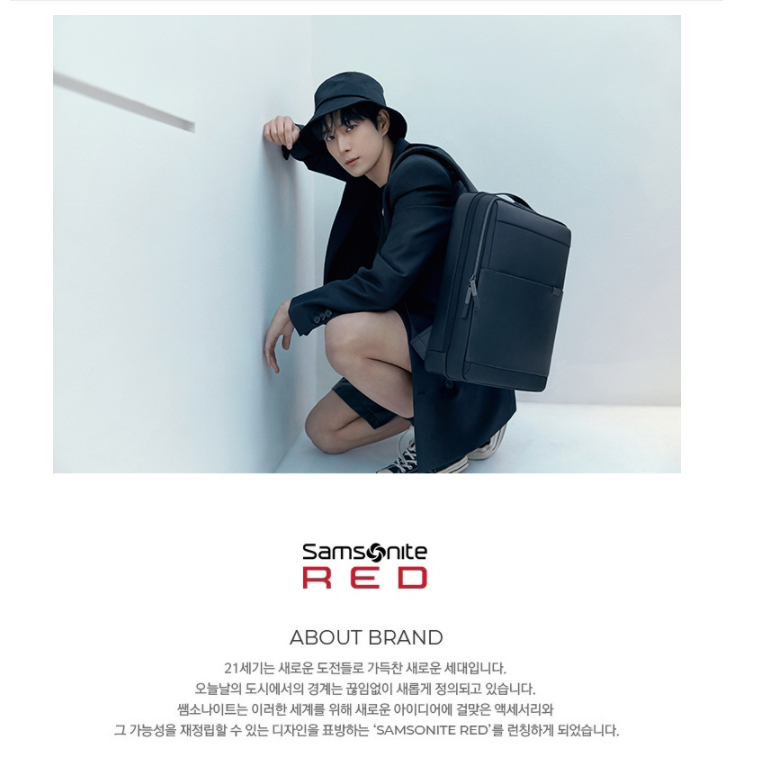 Samsonite
RED
ABOUT BRAND
21세기는 새로운 도전들로 가득찬 새로운 세대입니다.
오늘날의 도시에서의 경계는 끊임없이 새롭게 정의되고 있습니다.
쌤소나이트는 이러한 세계를 위해 새로운 아이디어에 걸맞은 액세서리와
그 가능성을 재정립할 수 있는 디자인을 표방하는 ‘SAMSONITE RED’를 런칭하게 되었습니다.